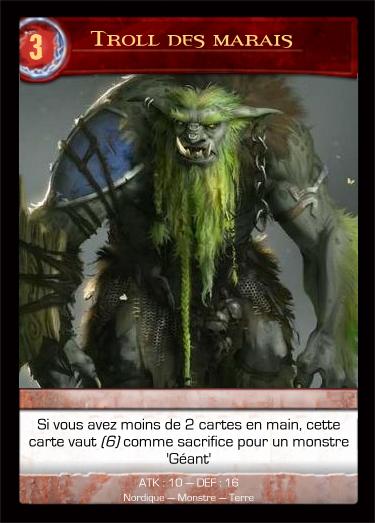 3
Troll des marais
Si vous avez moins de 2 cartes en main, cette
carte vaut (6) comme sacrifice pour un monstre
'Géant'
ATK : 10 — DEF : 16
Nordique — Monstre — Terre